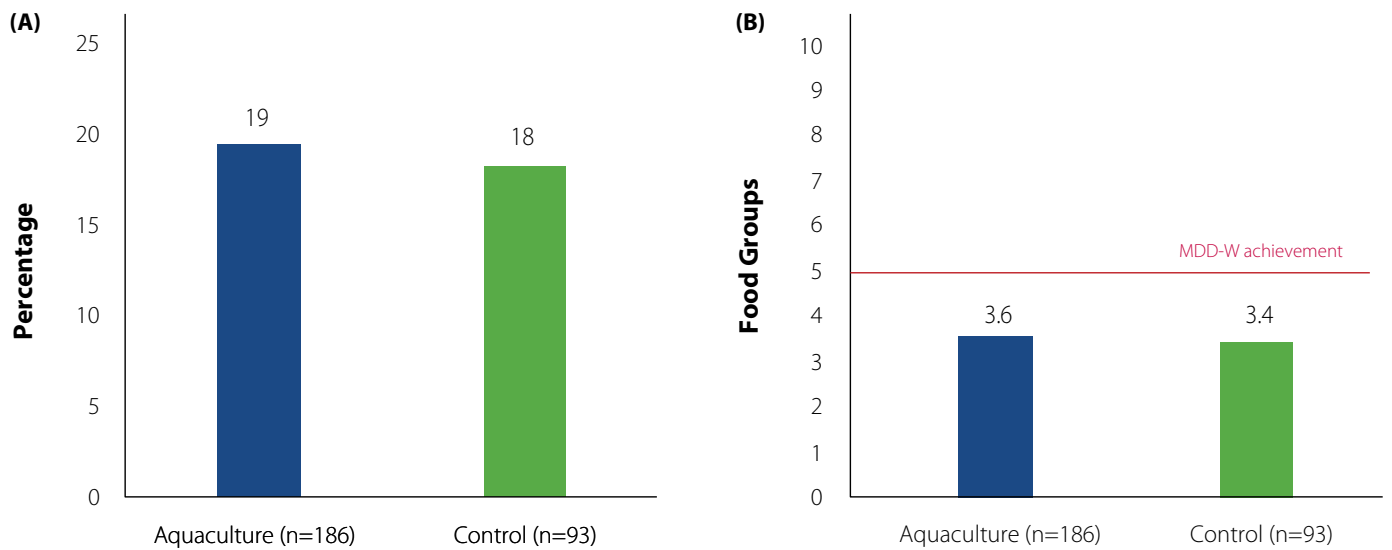 (A)
Percentage
25
20
15
10
5
0
19
18
Aquaculture (n=186)
Control (n=93)
(B)
Food Groups
10
9
8
7
6
5
4
3
2
1
0
MDD-W achievement
3.6
3.4
Aquaculture (n=186)
Control (n=93)